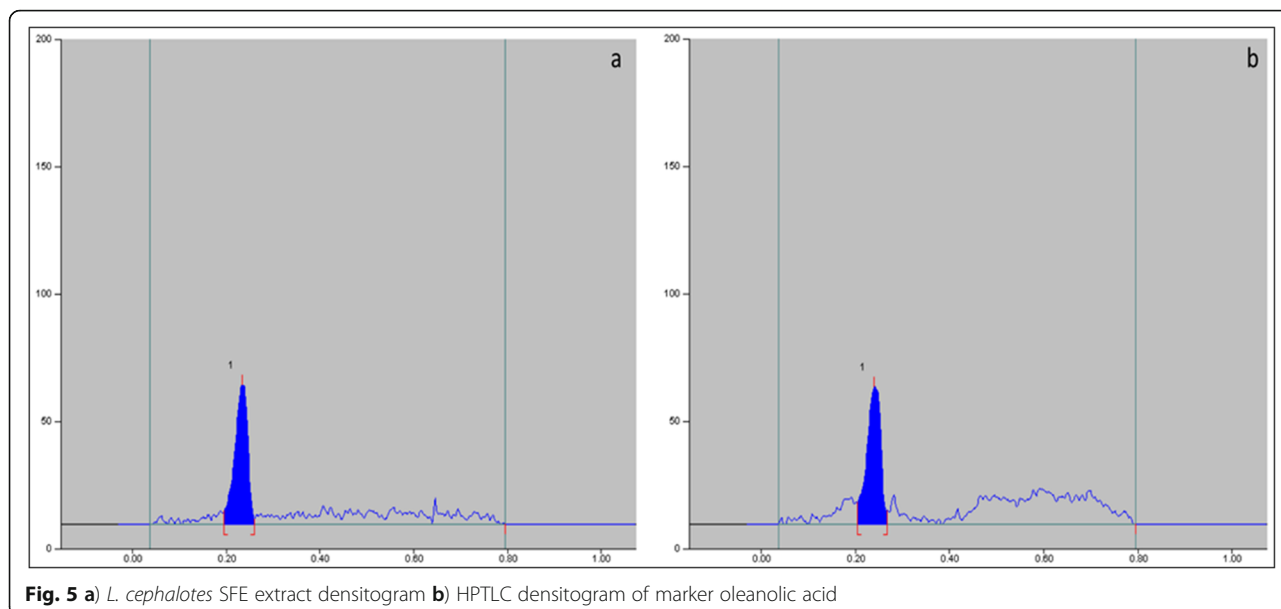 200
150
100
50
0
0.00 0.20 0.40 0.60 0.80 1.00
1
a
200
150
100
50
0
0.00 0.20 0.40 0.60 0.80 1.00
1
b
Fig. 5 a) L. cephalotes SFE extract densitogram b) HPTLC densitogram of marker oleanolic acid